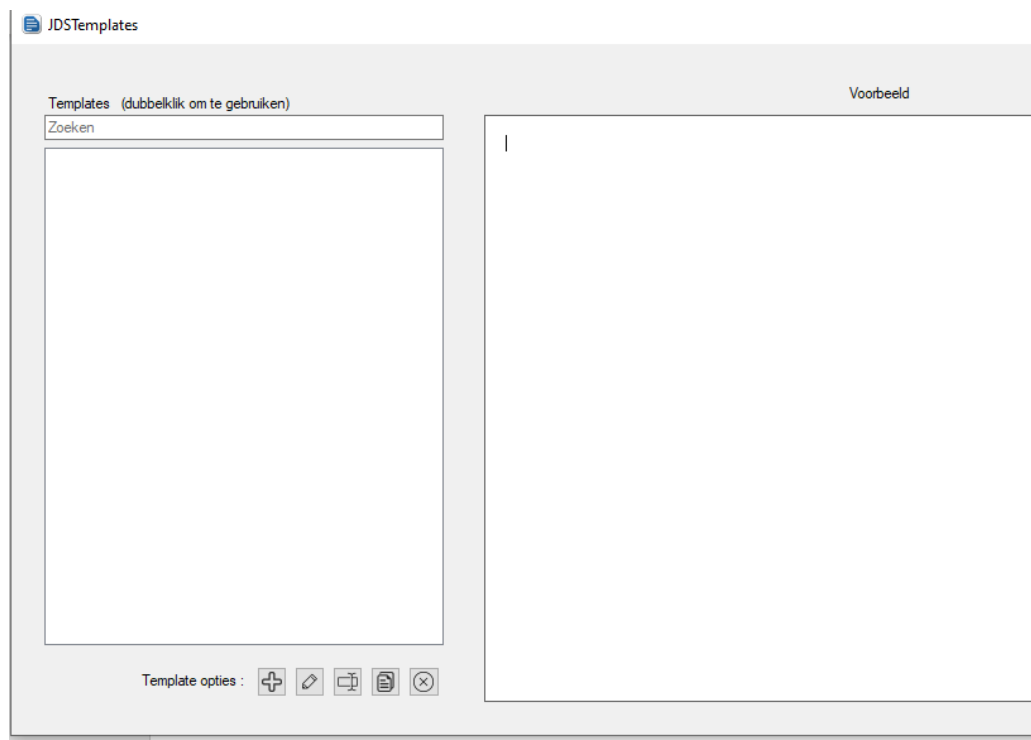 JDSTemplates
Voorbeeld
Templates (dubbelklik om te gebruiken)
Zoeken
Template opties :